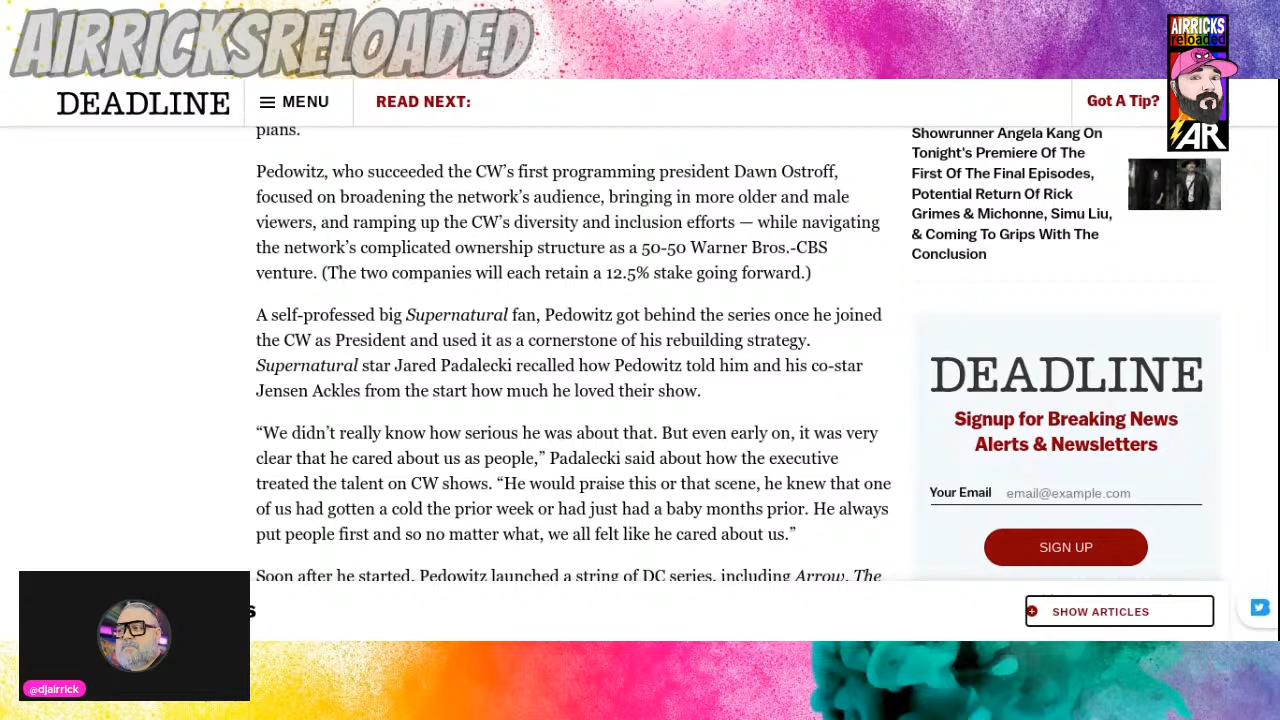 AIRRICKSRELOADED
AIRRICKS
reloaded
AR
DEADLINE
MENU
READ NEXT:
Got A Tip?
plans.
Pedowitz, who succeeded the CW’s first programming president Dawn Ostroff,
focused on broadening the network’s audience, bringing in more older and male
viewers, and ramping up the CW’s diversity and inclusion efforts — while navigating
the network’s complicated ownership structure as a 50-50 Warner Bros.-CBS
venture. (The two companies will each retain a 12.5% stake going forward.)
A self-professed big Supernatural fan, Pedowitz got behind the series once he joined
the CW as President and used it as a cornerstone of his rebuilding strategy.
Supernatural star Jared Padalecki recalled how Pedowitz told him and his co-star
Jensen Ackles from the start how much he loved their show.
“We didn’t really know how serious he was about that. But even early on, it was very
clear that he cared about us as people,” Padalecki said about how the executive
treated the talent on CW shows. “He would praise this or that scene, he knew that one
of us had gotten a cold the prior week or had just had a baby months prior. He always
put people first and so no matter what, we all felt like he cared about us.”
Soon after he started, Pedowitz launched a string of DC series, including Arrow, The
Showrunner Angela Kang On
Tonight's Premiere Of The
First Of The Final Episodes,
Potential Return Of Rick
Grimes & Michonne, Simu Liu,
& Coming To Grips With The
Conclusion
DEADLINE
Signup for Breaking News
Alerts & Newsletters
Your Email email@example.com
SIGN UP
s
SHOW ARTICLES
@djairrick